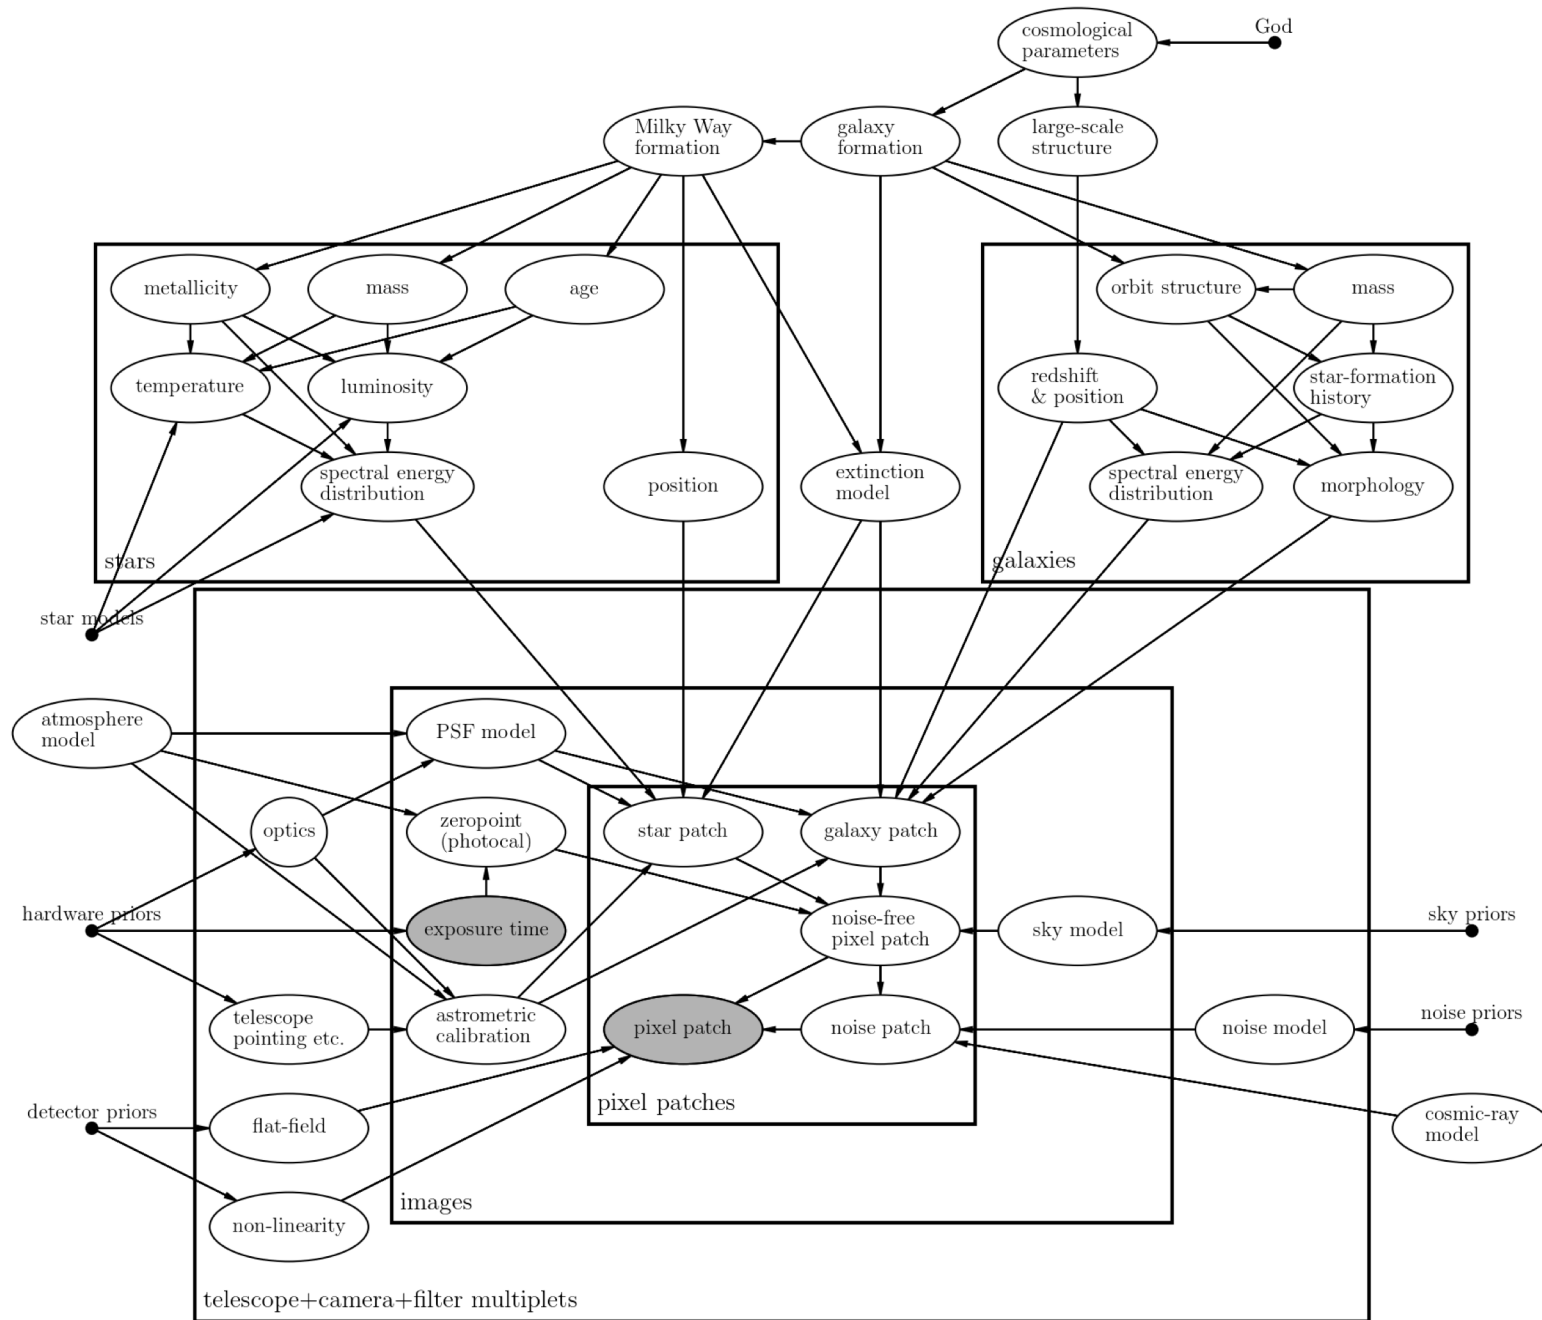 God
cosmological
parameters
Milky Way
formation
galaxy
formation
large-scale
structure
metallicity
mass
age
orbit structure
mass
temperature
luminosity
redshift
& position
star-formation
history
spectral energy
distribution
position
extinction
model
spectral energy
distribution
morphology
stars
galaxies
star models
atmosphere
model
PSF model
optics
zeropoint
(photocal)
star patch
galaxy patch
hardware priors
exposure time
noise-free
pixel patch
sky model
sky priors
telescope
pointing etc.
astrometric
calibration
pixel patch
noise patch
noise model
noise priors
detector priors
flat-field
pixel patches
cosmic-ray
model
non-linearity
images
telescope+camera+filter multiplets